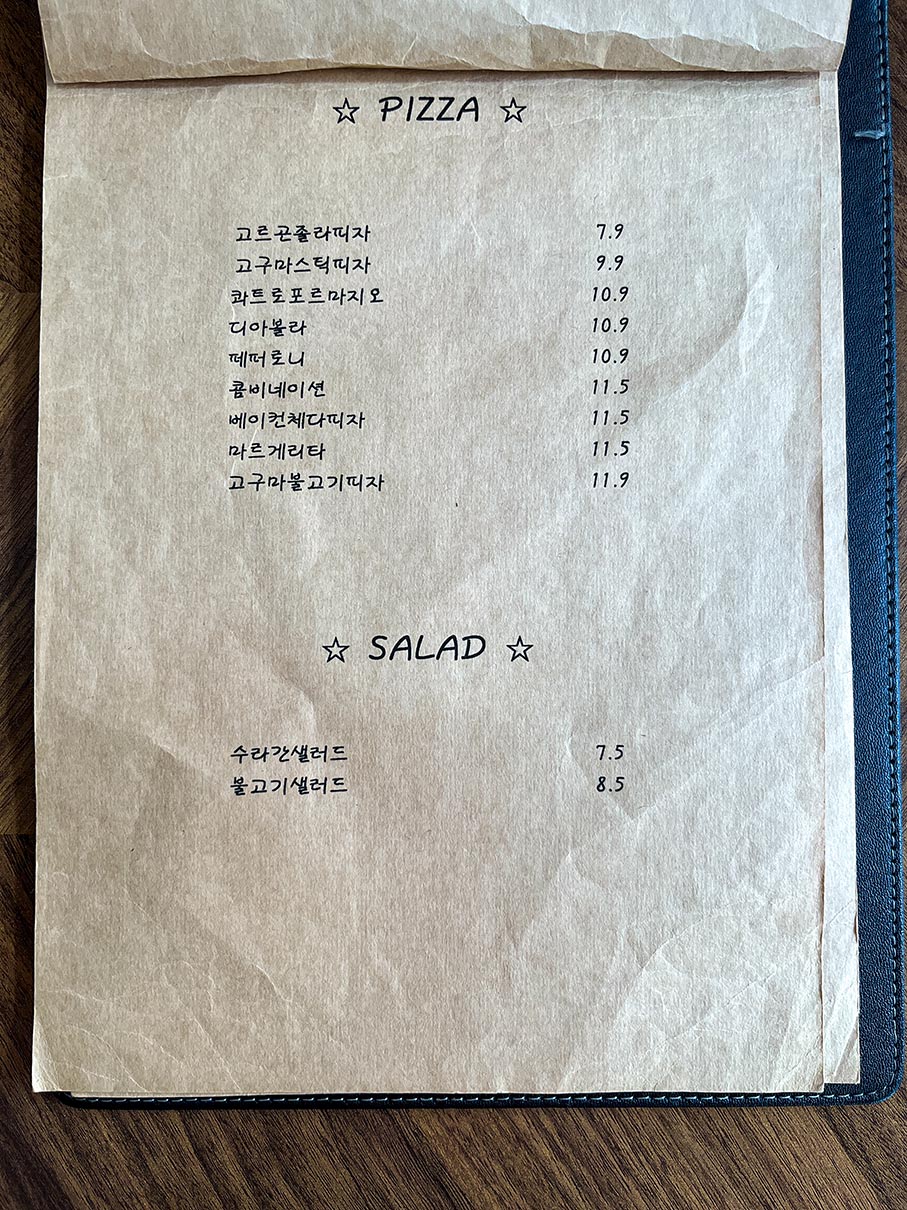 ☆ PIZZA ☆
고르곤졸라피자 7.9
고구마스틱피자 9.9
콰트로포르마지오 10.9
디아볼라 10.9
페퍼로니 10.9
콤비네이션 11.5
베이컨체다피자 11.5
마르게리타 11.5
고구마불고기피자 11.9
☆ SALAD ☆
수라간샐러드 7.5
불고기샐러드 8.5